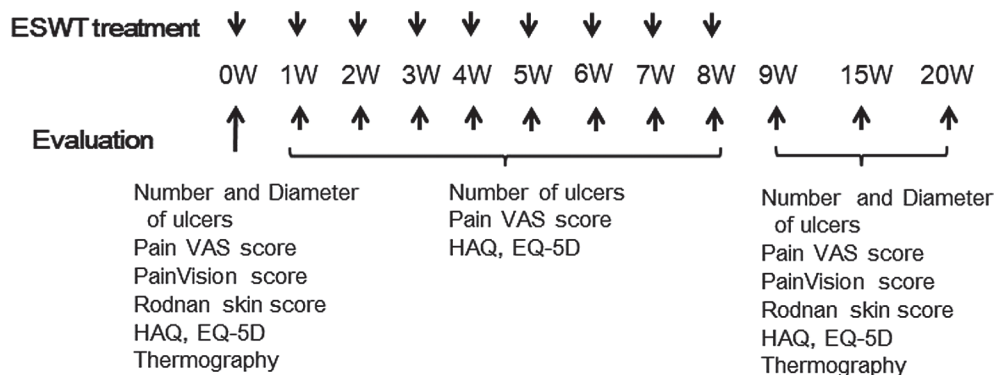 ESWT treatment
0W 1W 2W 3W 4W 5W 6W 7W 8W 9W 15W 20W
Evaluation
Number and Diameter
of ulcers
Pain VAS score
PainVision score
Rodnan skin score
HAQ, EQ-5D
Thermography
Number of ulcers
Pain VAS score
HAQ, EQ-5D
Number and Diameter
of ulcers
Pain VAS score
PainVision score
Rodnan skin score
HAQ, EQ-5D
Thermography